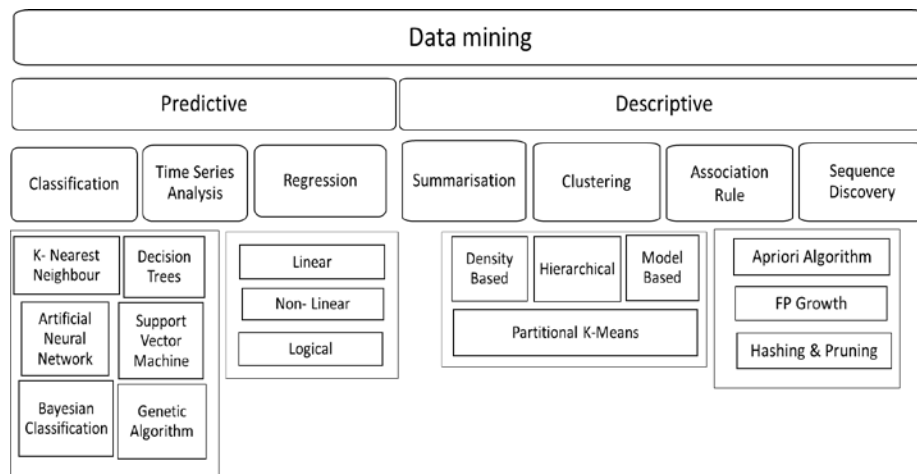 Data mining
Predictive
Descriptive
Classification
Time Series
Analysis
Regression
Summarisation
Clustering
Association
Rule
Sequence
Discovery
K- Nearest
Neighbour
Decision
Trees
Artificial
Neural
Network
Support
Vector
Machine
Bayesian
Classification
Genetic
Algorithm
Linear
Non- Linear
Logical
Density
Based
Hierarchical
Model
Based
Partitional K-Means
Apriori Algorithm
FP Growth
Hashing & Pruning